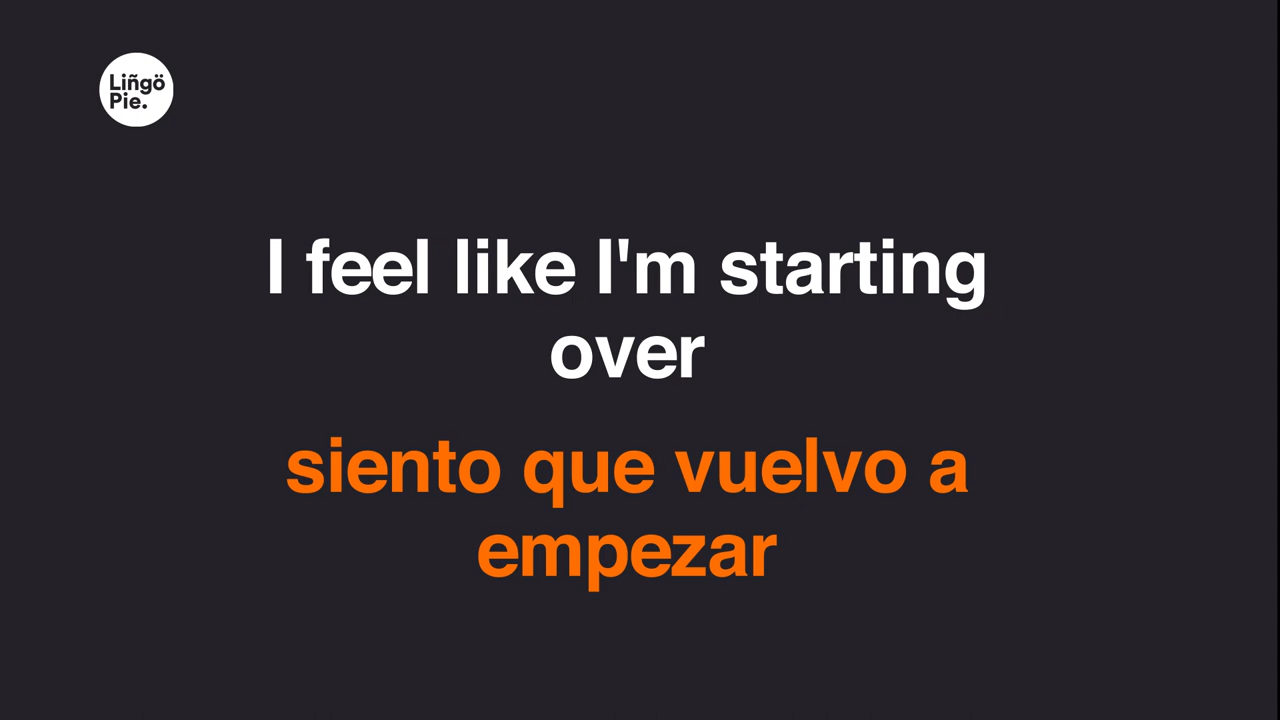 Liñgö
Pie.
I feel like I'm starting
over
siento que vuelvo a
empezar